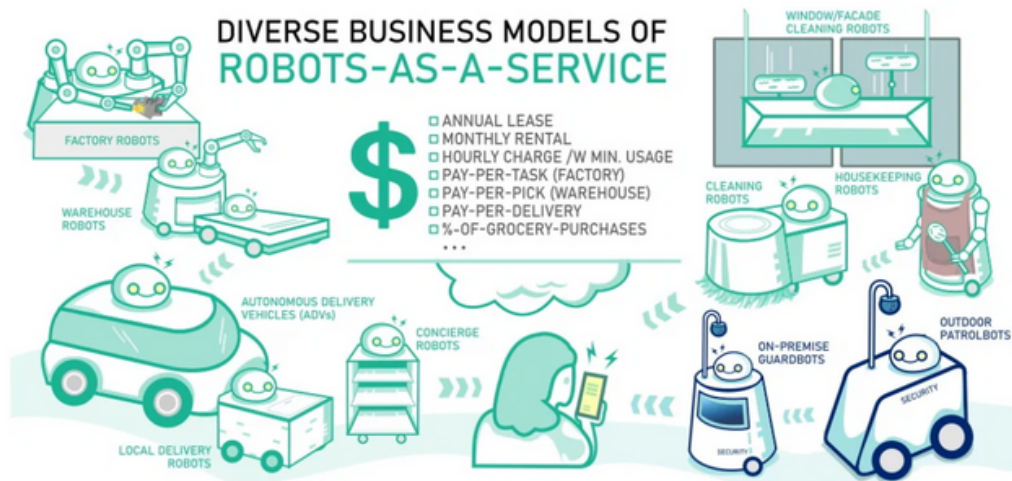 DIVERSE BUSINESS MODELS OF
ROBOTS-AS-A-SERVICE
$
ANNUAL LEASE
MONTHLY RENTAL
HOURLY CHARGE /W MIN. USAGE
PAY-PER-TASK (FACTORY)
PAY-PER-PICK (WAREHOUSE)
PAY-PER-DELIVERY
%-OF-GROCERY-PURCHASES
...
FACTORY ROBOTS
WAREHOUSE
ROBOTS
AUTONOMOUS DELIVERY
VEHICLES (ADVs)
LOCAL DELIVERY
ROBOTS
CONCIERGE
ROBOTS
WINDOW/FACADE
CLEANING ROBOTS
CLEANING
ROBOTS
HOUSEKEEPING
ROBOTS
ON-PREMISE
GUARDBOTS
SECURITY
OUTDOOR
PATROLBOTS
SECURITY